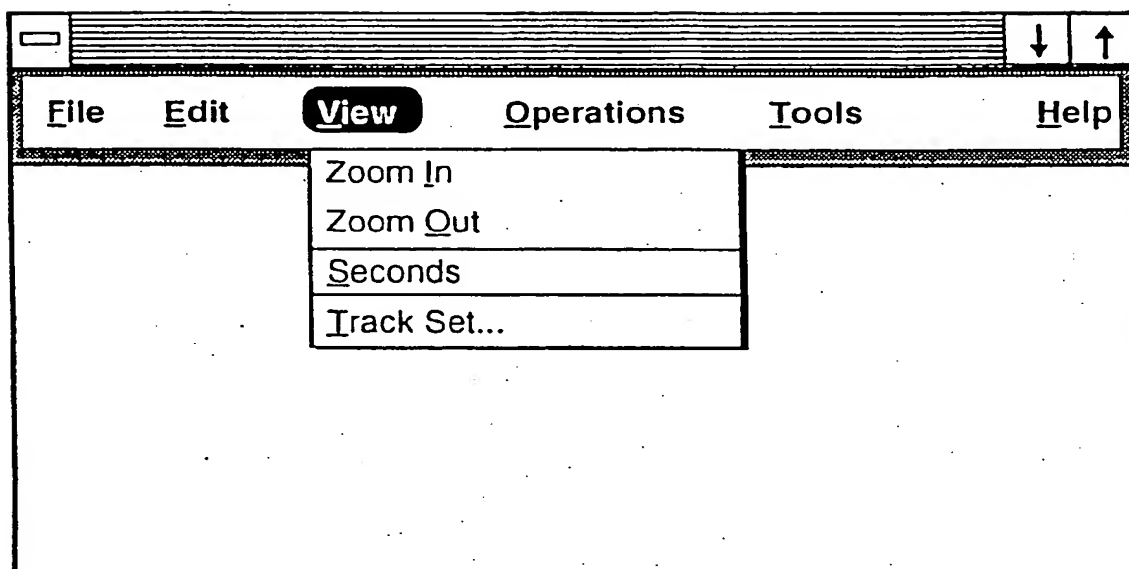 File Edit View Operations Tools Help
Zoom In
Zoom Out
Seconds
Track Set...